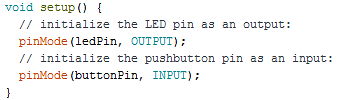 void setup() {
  // initialize the LED pin as an output:
  pinMode(ledPin, OUTPUT);
  // initialize the pushbutton pin as an input:
  pinMode(buttonPin, INPUT);
}